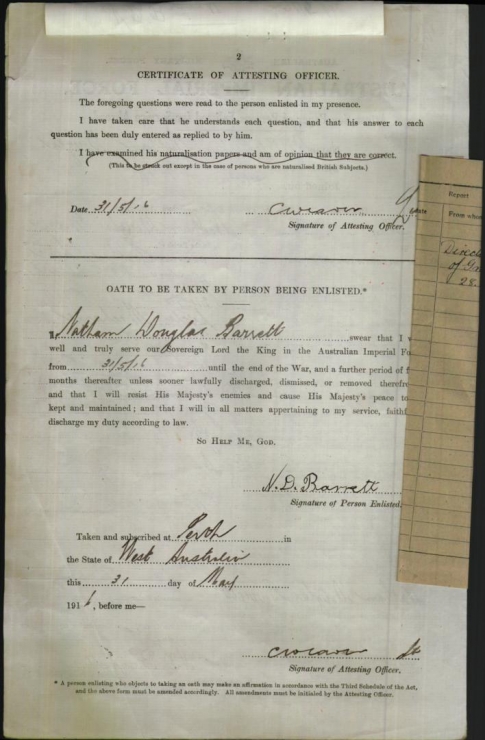 2
CERTIFICATE OF ATTESTING OFFICER.
The foregoing questions were read to the person enlisted in my presence.
I have taken care that he understands each question, and that his answer to each
question has been duly entered as replied to by him.
I have examined his naturalisation papers and am of opinion that they are correct.
(This to be struck out except in the case of persons who are naturalised British Subjects.)
Date 31/5/16
Signature of Attesting Officer.
OATH TO BE TAKEN BY PERSON BEING ENLISTED.*
I, Nathan Douglas Barrett swear that I
well and truly serve our Sovereign Lord the King in the Australian Imperial Fo
from 31/5/16 until the end of the War, and a further period of f
months thereafter unless sooner lawfully discharged, dismissed, or removed therefr
and that I will resist His Majesty's enemies and cause His Majesty's peace to
kept and maintained; and that I will in all matters appertaining to my service, faith
discharge my duty according to law.
SO HELP ME, GOD.
N. D. Barrett
Signature of Person Enlisted.
Taken and subscribed at Perth in
the State of West Australia
this 31 day of May
1916, before me—
Signature of Attesting Officer.
* A person enlisting who objects to taking an oath may make an affirmation in accordance with the Third Schedule of the Act,
and the above form must be amended accordingly. All amendments must be initialed by the Attesting Officer.
Report
From whom
of
28.